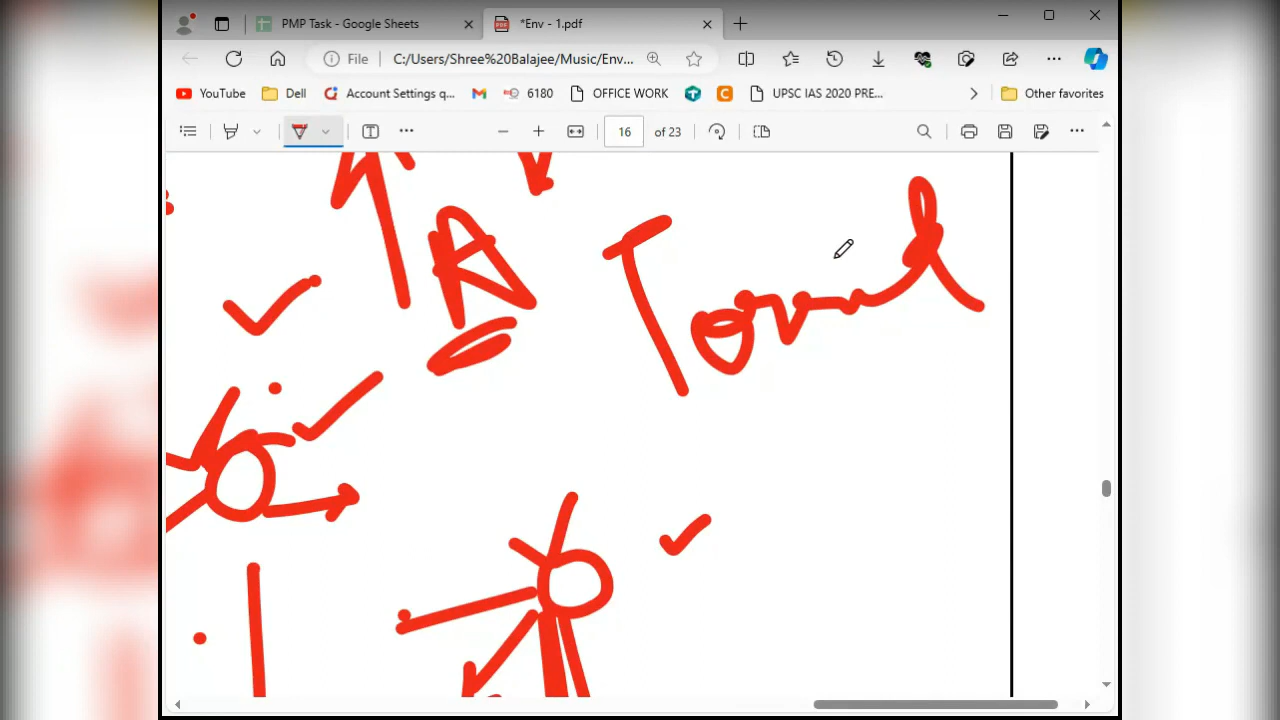 PMP Task - Google Sheets
*Env - 1.pdf
File
C:/Users/Shree%20Balajee/Music/Env...
YouTube
Dell
Account Settings q...
6180
OFFICE WORK
UPSC IAS 2020 PRE...
Other favorites
16 of 23
A